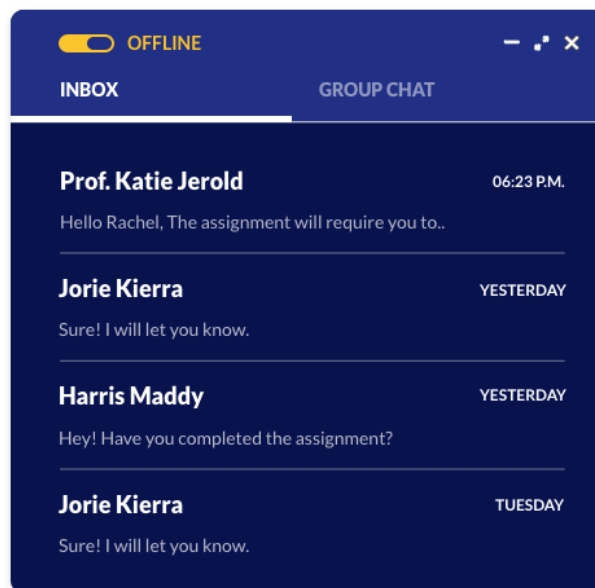 OFFLINE
INBOX
GROUP CHAT
Prof. Katie Jerold
06:23 P.M.
Hello Rachel, The assignment will require you to..
Jorie Kierra
YESTERDAY
Sure! I will let you know.
Harris Maddy
YESTERDAY
Hey! Have you completed the assignment?
Jorie Kierra
TUESDAY
Sure! I will let you know.